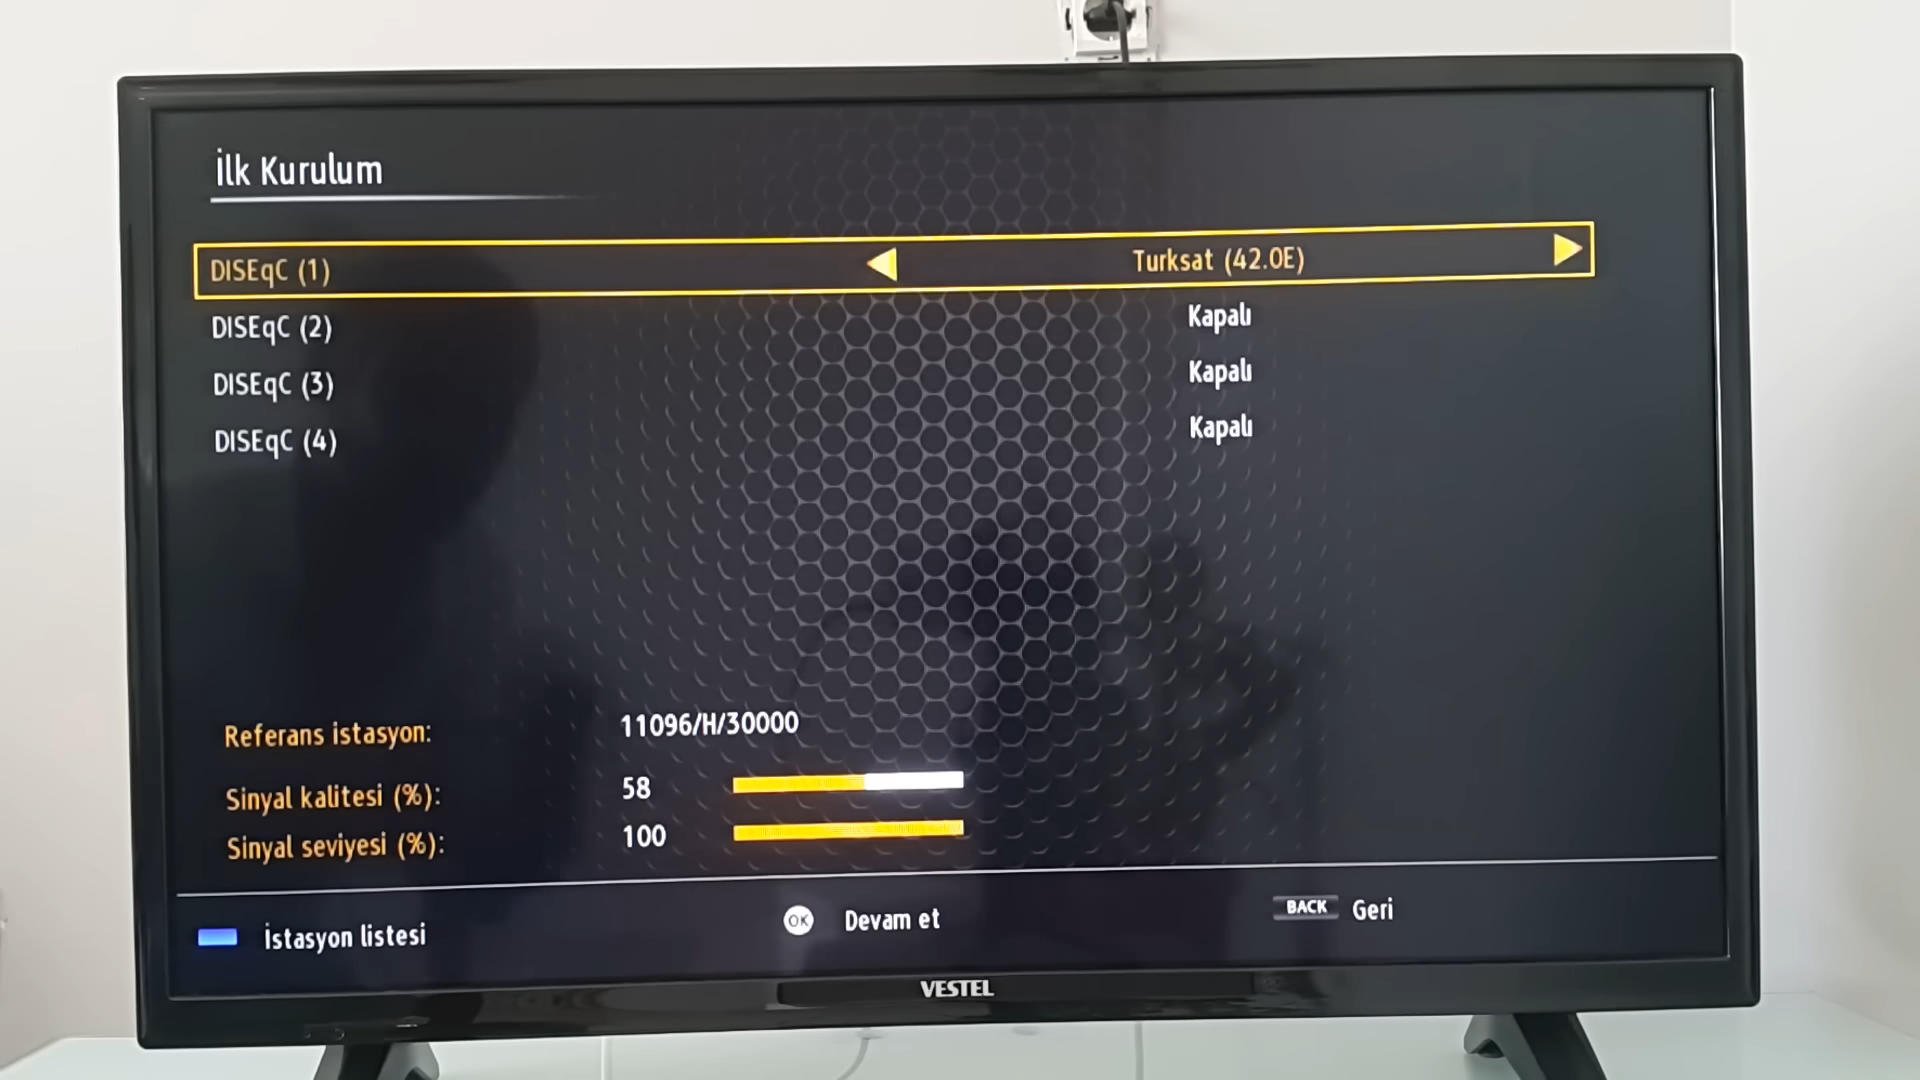 İlk Kurulum
DISEqC (1) Turksat (42.0E)
DISEqC (2) Kapalı
DISEqC (3) Kapalı
DISEqC (4) Kapalı
Referans istasyon: 11096/H/30000
Sinyal kalitesi (%): 58
Sinyal seviyesi (%): 100
İstasyon listesi OK Devam et BACK Geri
VESTEL